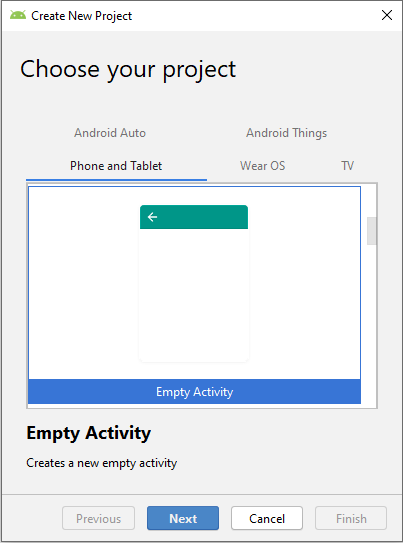 Create New Project
Choose your project
Android Auto Android Things
Phone and Tablet Wear OS TV
Empty Activity
Empty Activity
Creates a new empty activity
Previous Next Cancel Finish